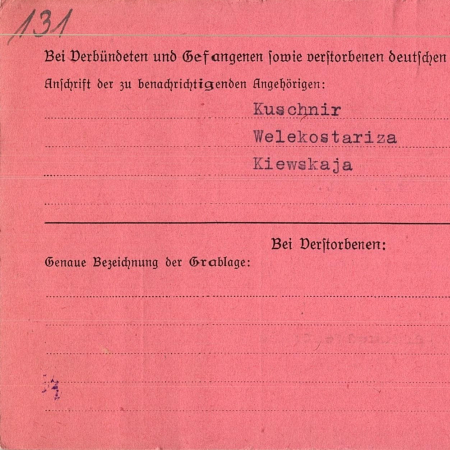 131
Bei Verbündeten und Gefangenen sowie verstorbenen deutschen
Anschrift der zu benachrichtigenden Angehörigen:
Kuschnir
Welekostariza
Kiewskaja
Bei Verstorbenen:
Genaue Bezeichnung der Grablage: